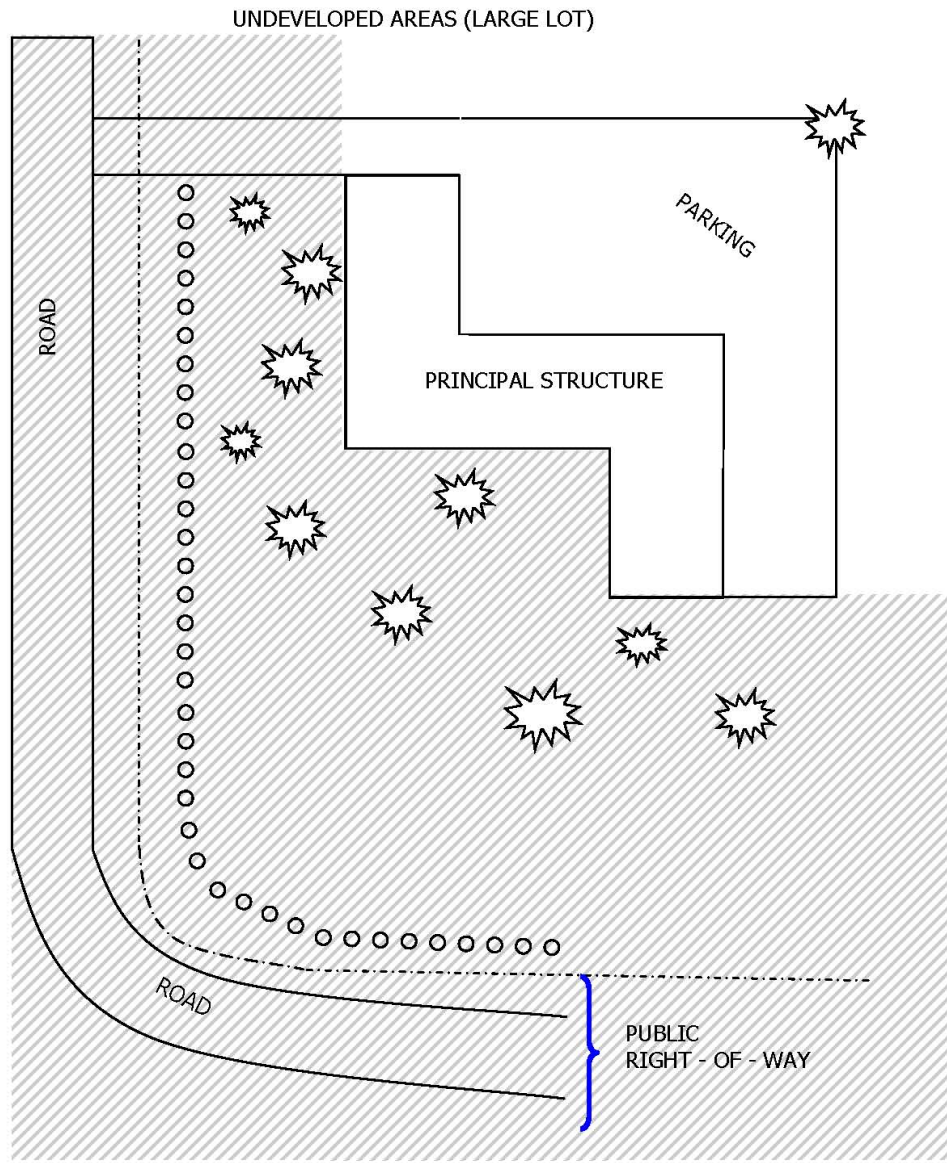 UNDEVELOPED AREAS (LARGE LOT)
PARKING
ROAD
PRINCIPAL STRUCTURE
ROAD
PUBLIC
RIGHT - OF - WAY